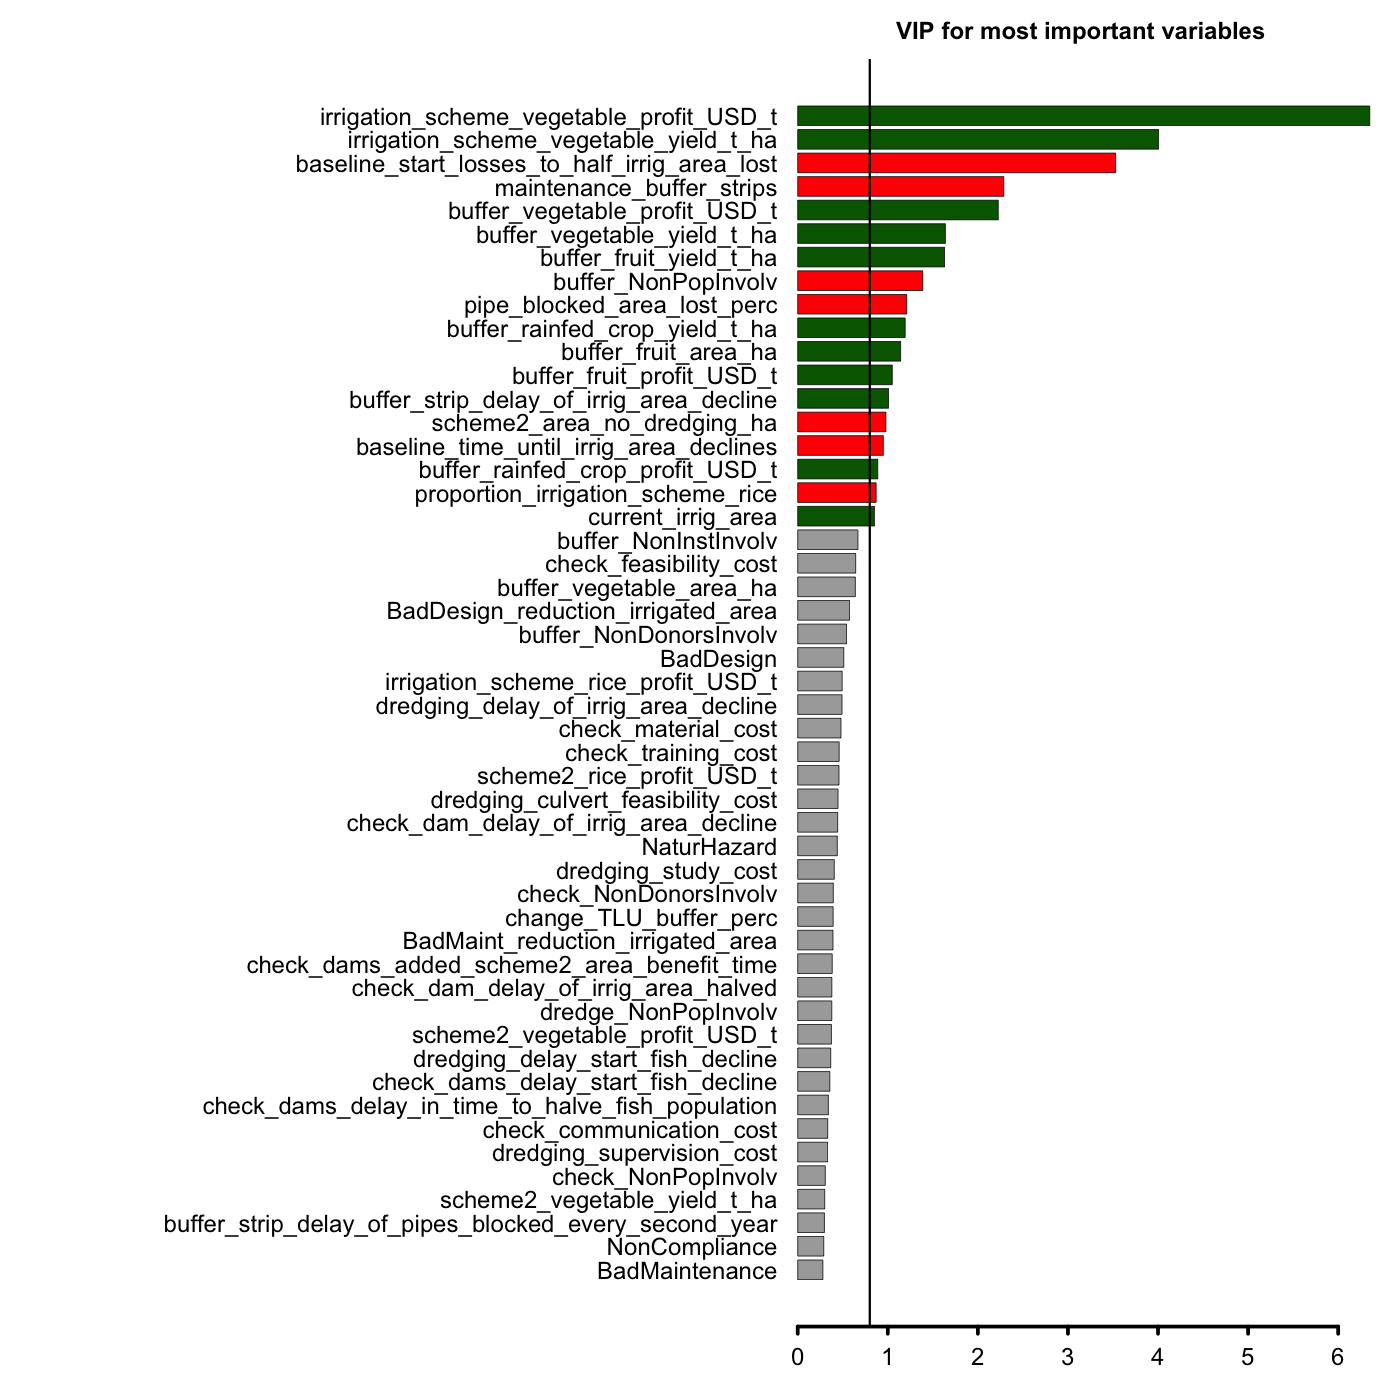 VIP for most important variables
irrigation_scheme_vegetable_profit_USD_t
irrigation_scheme_vegetable_yield_t_ha
baseline_start_losses_to_half_irrig_area_lost
maintenance_buffer_strips
buffer_vegetable_profit_USD_t
buffer_vegetable_yield_t_ha
buffer_fruit_yield_t_ha
buffer_NonPopInvolv
pipe_blocked_area_lost_perc
buffer_rainfed_crop_yield_t_ha
buffer_fruit_area_ha
buffer_fruit_profit_USD_t
buffer_strip_delay_of_irrig_area_decline
scheme2_area_no_dredging_ha
baseline_time_until_irrig_area_declines
buffer_rainfed_crop_profit_USD_t
proportion_irrigation_scheme_rice
current_irrig_area
buffer_NonInstInvolv
check_feasibility_cost
buffer_vegetable_area_ha
BadDesign_reduction_irrigated_area
buffer_NonDonorsInvolv
BadDesign
irrigation_scheme_rice_profit_USD_t
dredging_delay_of_irrig_area_decline
check_material_cost
check_training_cost
scheme2_rice_profit_USD_t
dredging_culvert_feasibility_cost
check_dam_delay_of_irrig_area_decline
NaturHazard
dredging_study_cost
check_NonDonorsInvolv
change_TLU_buffer_perc
BadMaint_reduction_irrigated_area
check_dams_added_scheme2_area_benefit_time
check_dam_delay_of_irrig_area_halved
dredge_NonPopInvolv
scheme2_vegetable_profit_USD_t
dredging_delay_start_fish_decline
check_dams_delay_start_fish_decline
check_dams_delay_in_time_to_halve_fish_population
check_communication_cost
dredging_supervision_cost
check_NonPopInvolv
scheme2_vegetable_yield_t_ha
buffer_strip_delay_of_pipes_blocked_every_second_year
NonCompliance
BadMaintenance
0 1 2 3 4 5 6